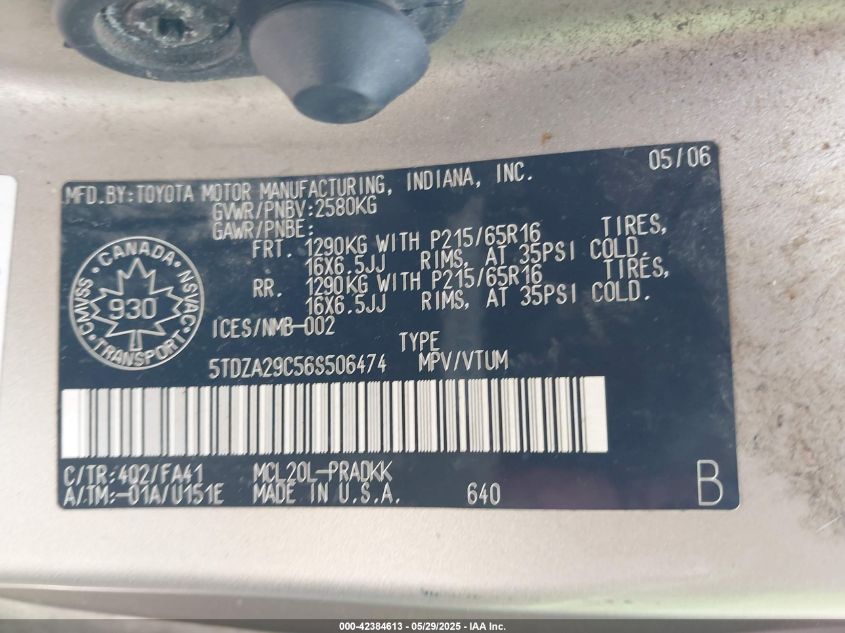 05/06
MFD.BY:TOYOTA MOTOR MANUFACTURING, INDIANA, INC.
GVWR/PNBV:2580KG
GAWR/PNBE:
FRT. 1290KG WITH P215/65R16 TIRES,
16X6.5JJ RIMS, AT 35PSI COLD.
RR. 1290KG WITH P215/65R16 TIRES,
16X6.5JJ RIMS, AT 35PSI COLD.
CANADA
CMVSS 930 NSVAC
TRANSPORT
ICES/NMB-002
TYPE
5TDZA29C56S506474 MPV/VTUM
C/TR:4Q2/FA41 MCL20L-PRADKK
A/TM:-01A/U151E MADE IN U.S.A. 640 B
000-42384613 - 05/29/2025 - IAA Inc.